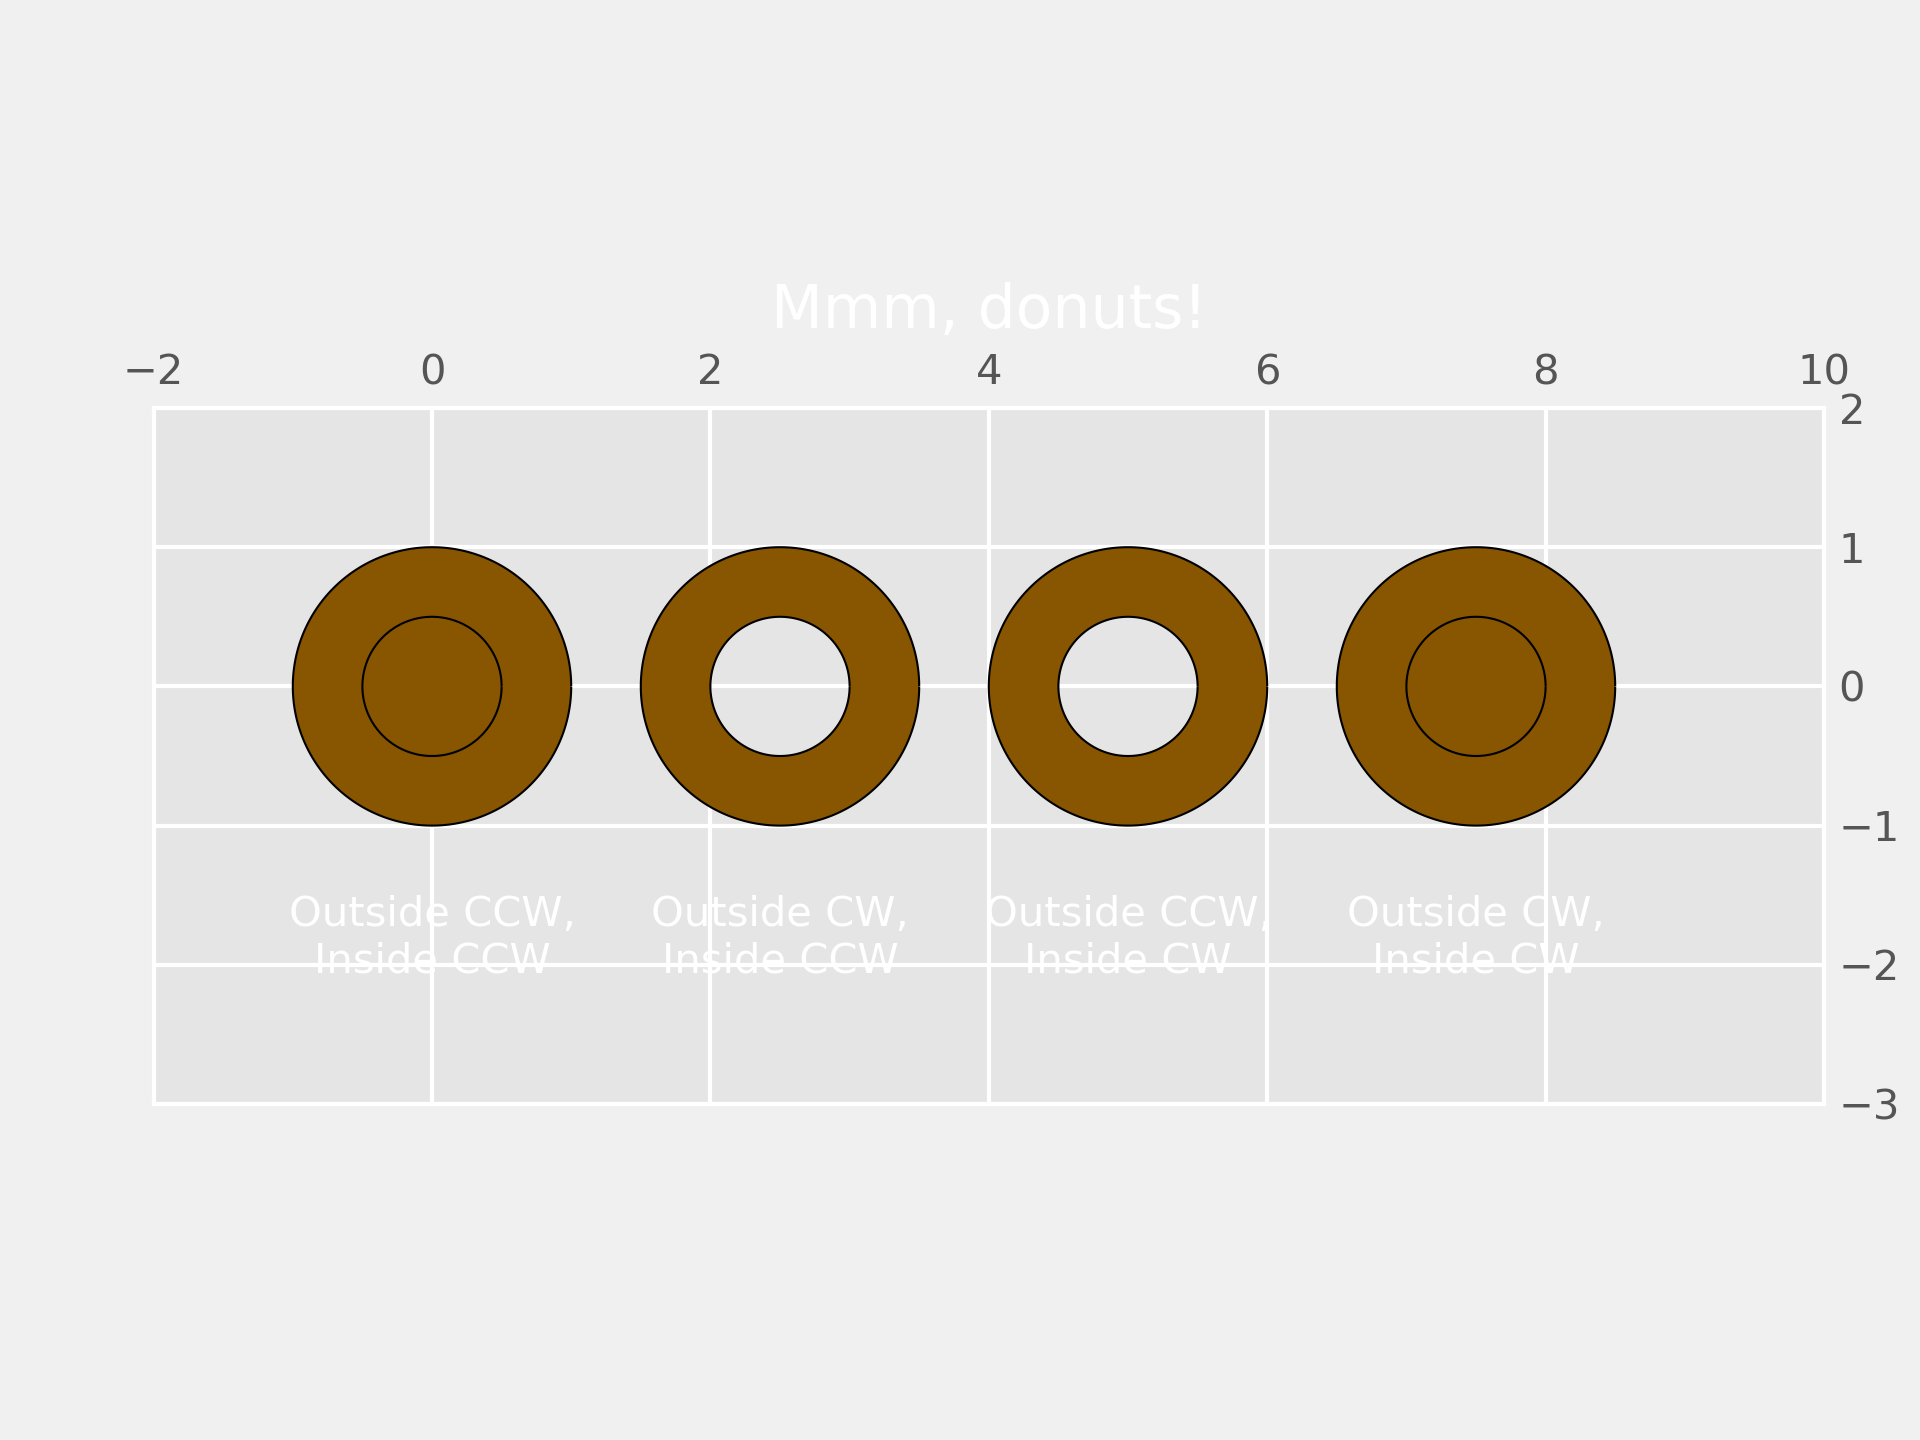 Mmm, donuts!
−2 0 2 4 6 8 10
2
1
0
−1
−2
−3
Outside CCW,
Inside CCW
Outside CW,
Inside CCW
Outside CCW,
Inside CW
Outside CW,
Inside CW